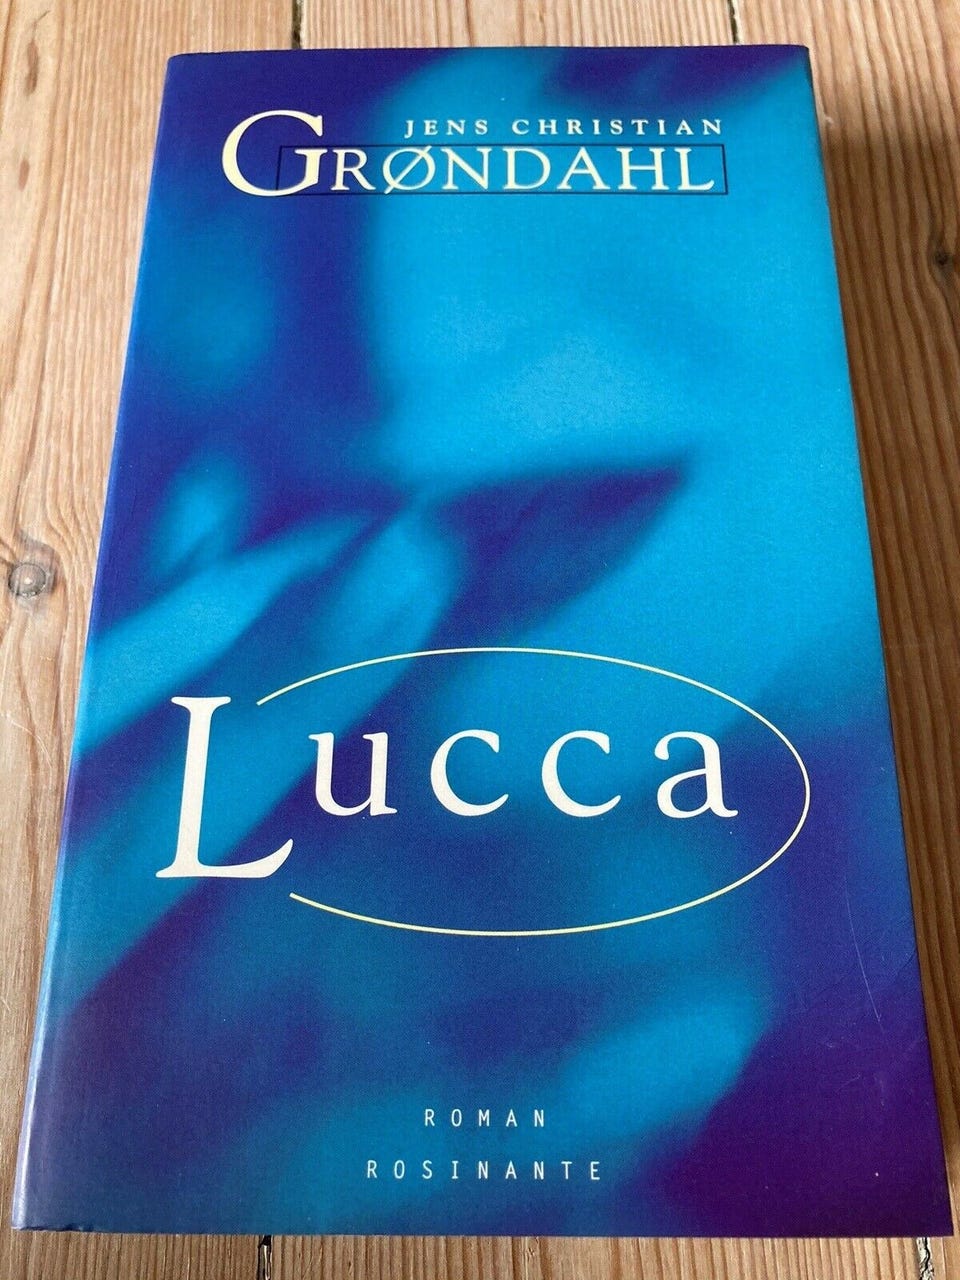 JENS CHRISTIAN
GRØNDAHL
Lucca
ROMAN
ROSINANTE